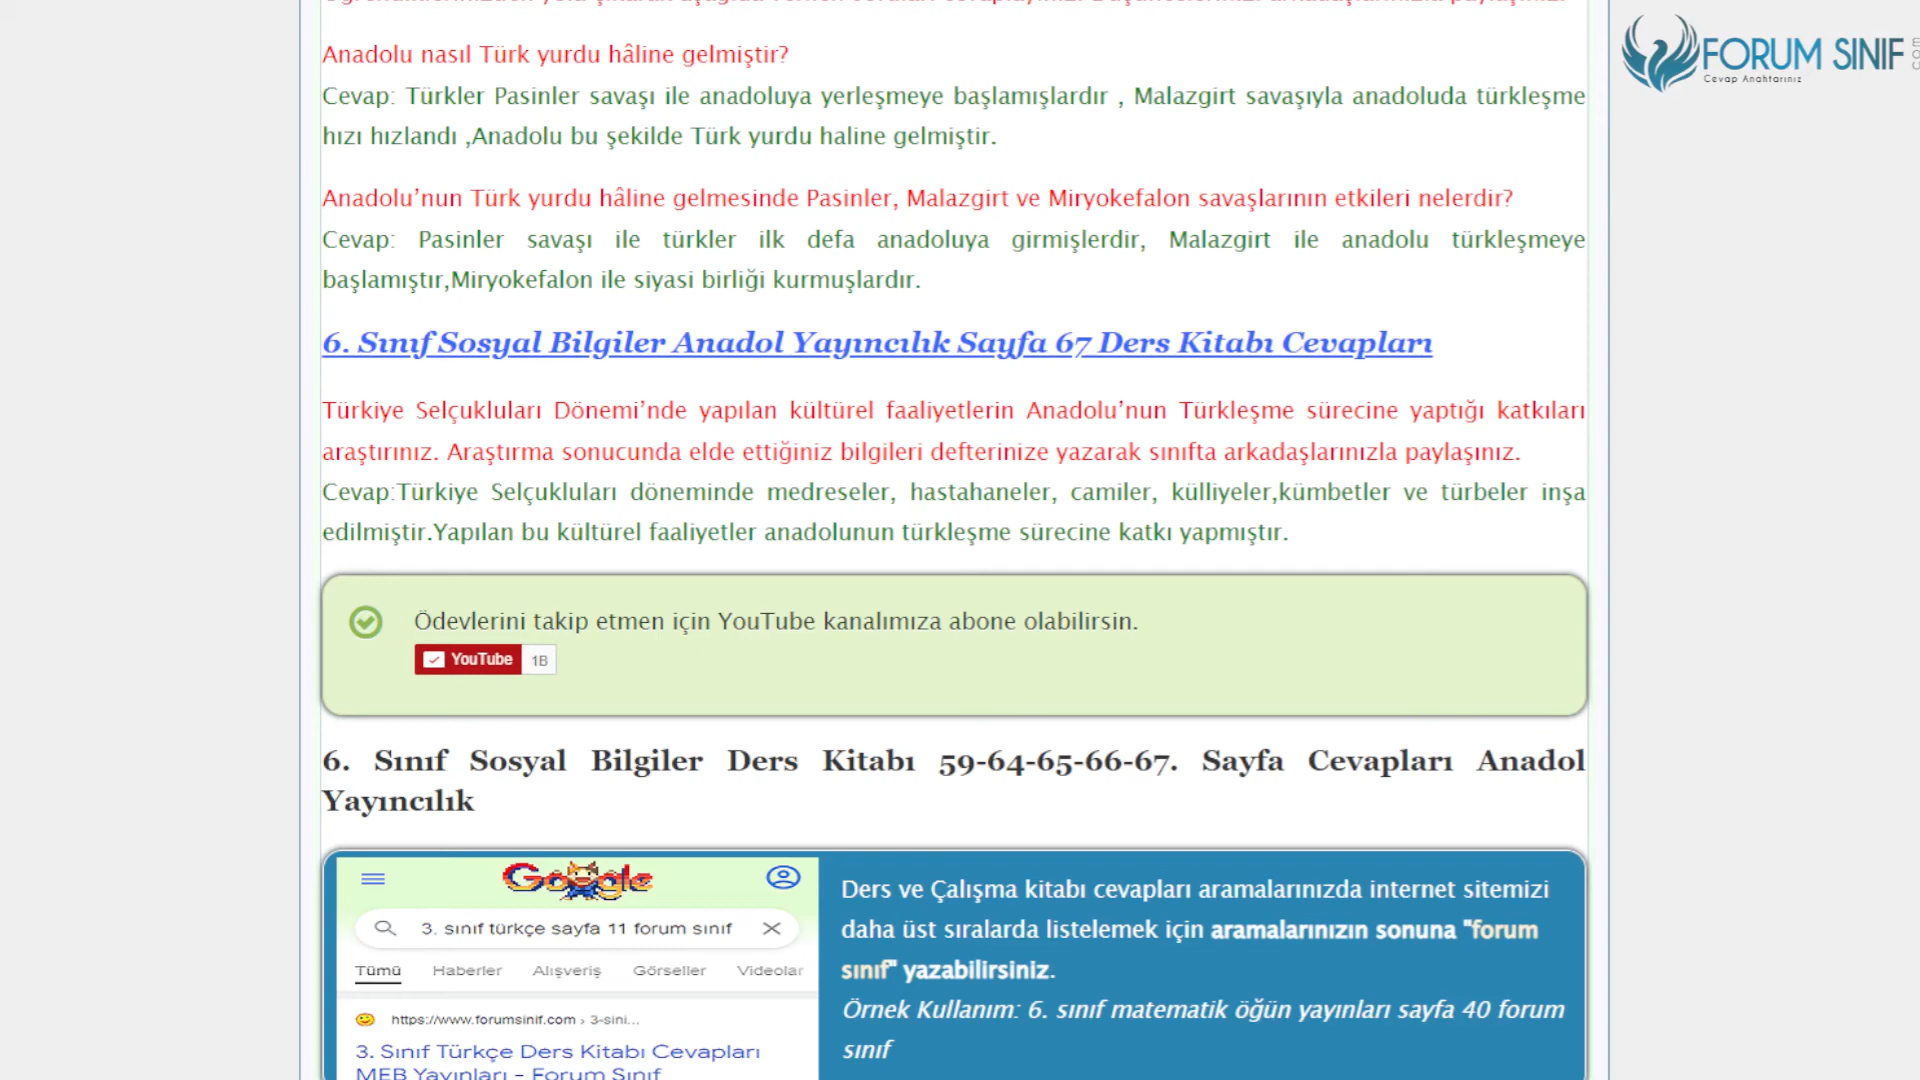 Anadolu nasıl Türk yurdu hâline gelmiştir?
Cevap: Türkler Pasinler savaşı ile anadoluya yerleşmeye başlamışlardır , Malazgirt savaşıyla anadoluda türkleşme
hızı hızlandı ,Anadolu bu şekilde Türk yurdu haline gelmiştir.
Anadolu’nun Türk yurdu hâline gelmesinde Pasinler, Malazgirt ve Miryokefalon savaşlarının etkileri nelerdir?
Cevap: Pasinler savaşı ile türkler ilk defa anadoluya girmişlerdir, Malazgirt ile anadolu türkleşmeye
başlamıştır,Miryokefalon ile siyasi birliği kurmuşlardır.
6. Sınıf Sosyal Bilgiler Anadol Yayıncılık Sayfa 67 Ders Kitabı Cevapları
Türkiye Selçukluları Dönemi’nde yapılan kültürel faaliyetlerin Anadolu’nun Türkleşme sürecine yaptığı katkıları
araştırınız. Araştırma sonucunda elde ettiğiniz bilgileri defterinize yazarak sınıfta arkadaşlarınızla paylaşınız.
Cevap:Türkiye Selçukluları döneminde medreseler, hastahaneler, camiler, külliyeler,kümbetler ve türbeler inşa
edilmiştir.Yapılan bu kültürel faaliyetler anadolunun türkleşme sürecine katkı yapmıştır.
Ödevlerini takip etmen için YouTube kanalımıza abone olabilirsin.
YouTube 1B
6. Sınıf Sosyal Bilgiler Ders Kitabı 59-64-65-66-67. Sayfa Cevapları Anadol
Yayıncılık
Google
3. sınıf türkçe sayfa 11 forum sınıf
Tümü Haberler Alışveriş Görseller Videolar
https://www.forumsinif.com › 3-sini...
3. Sınıf Türkçe Ders Kitabı Cevapları
MEB Yayınları - Forum Sınıf
Ders ve Çalışma kitabı cevapları aramalarınızda internet sitemizi
daha üst sıralarda listelemek için aramalarınızın sonuna "forum
sınıf" yazabilirsiniz.
Örnek Kullanım: 6. sınıf matematik öğün yayınları sayfa 40 forum
sınıf
FORUM SINIF
Cevap Anahtarınız